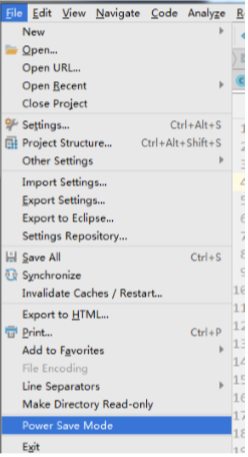 File Edit View Navigate Code Analyze
New
Open...
Open URL...
Open Recent
Close Project
Settings... Ctrl+Alt+S
Project Structure... Ctrl+Alt+Shift+S
Other Settings
Import Settings...
Export Settings...
Export to Eclipse...
Settings Repository...
Save All Ctrl+S
Synchronize
Invalidate Caches / Restart...
Export to HTML...
Print... Ctrl+P
Add to Favorites
File Encoding
Line Separators
Make Directory Read-only
Power Save Mode
Exit